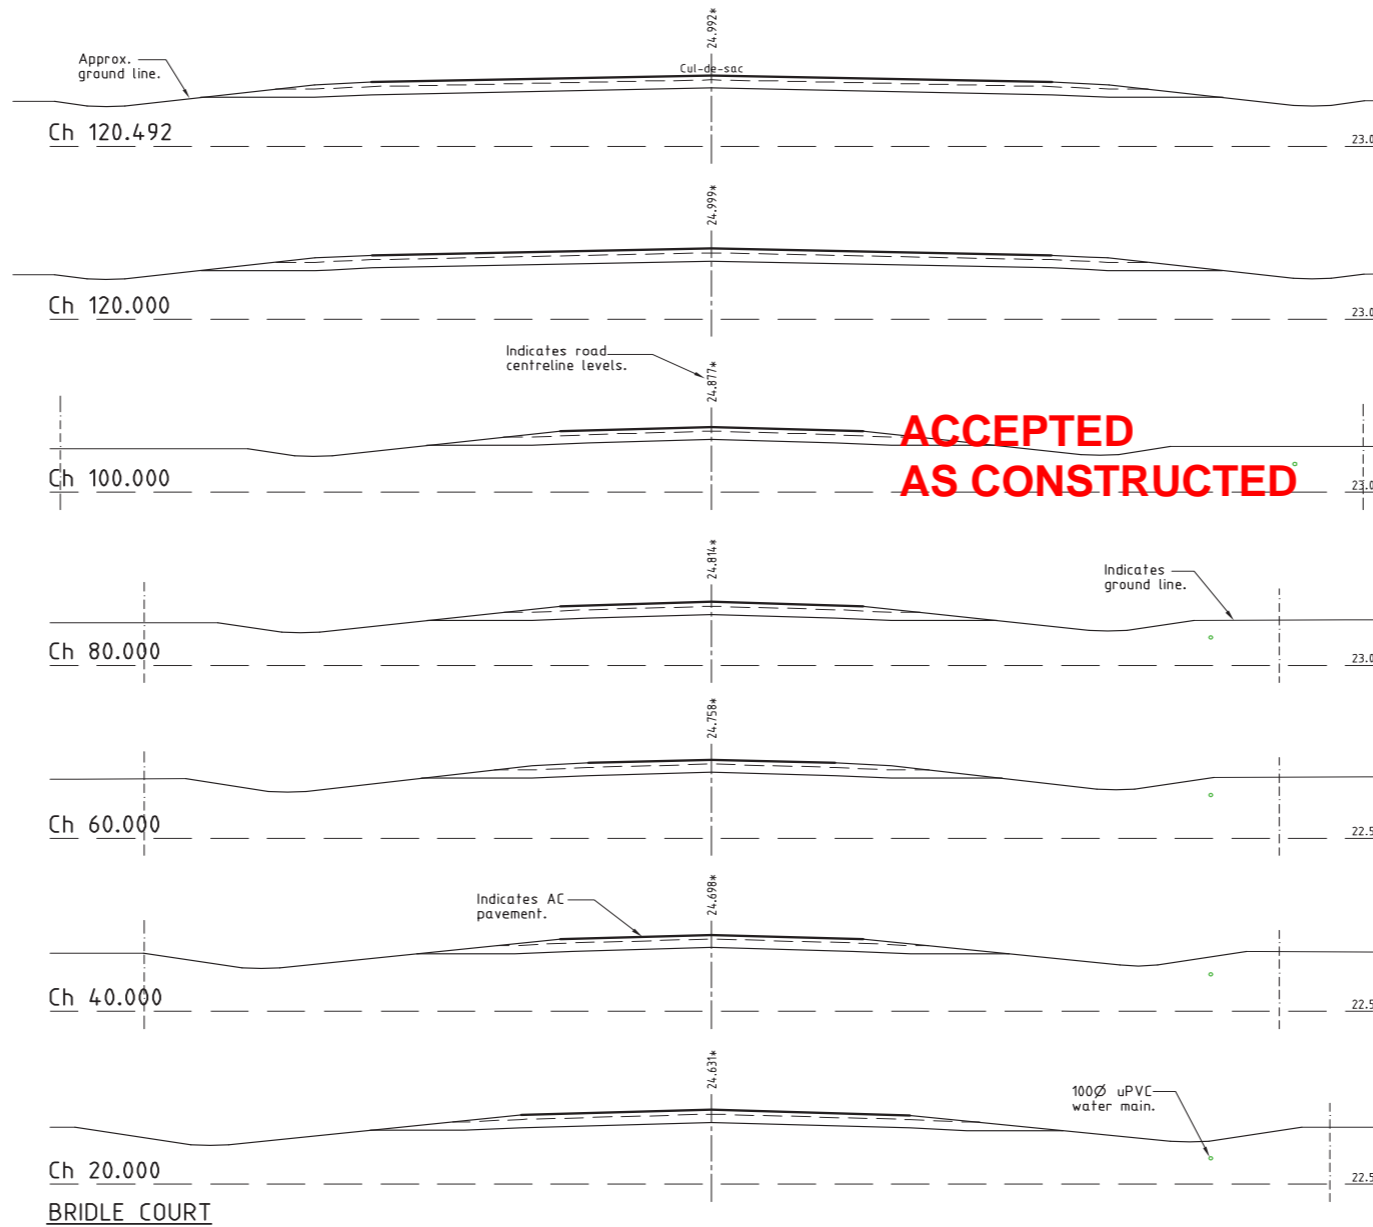 24.992*
Approx.
ground line.
Cul-de-sac
Ch 120.492
23.0
24.999*
Ch 120.000
23.0
Indicates road
centreline levels.
24.877*
ACCEPTED
AS CONSTRUCTED
Ch 100.000
23.0
24.814*
Indicates
ground line.
Ch 80.000
23.0
24.758*
Ch 60.000
22.5
24.698*
Indicates AC
pavement.
Ch 40.000
22.5
24.631*
100Ø uPVC
water main.
Ch 20.000
22.5
BRIDLE COURT